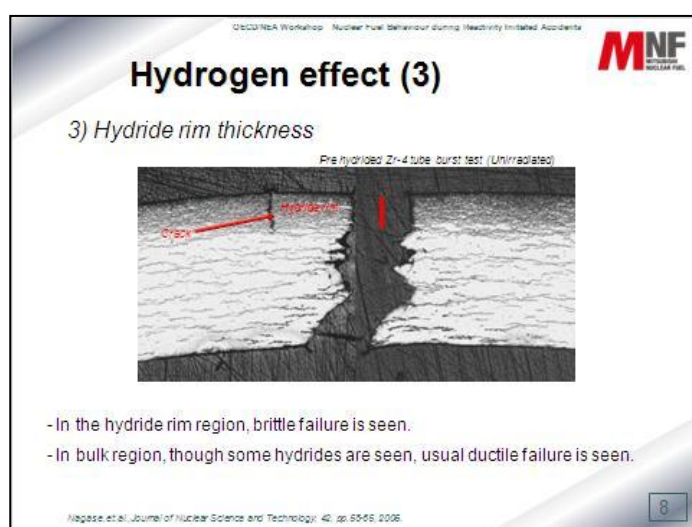 OECD/NEA Workshop Nuclear Fuel Behaviour during Reactivity Initiated Accidents
MNF
MITSUBISHI
NUCLEAR FUEL
Hydrogen effect (3)
3) Hydride rim thickness
Pre hydrided Zr-4 tube burst test (Unirradiated)
Hydride rim
Crack
- In the hydride rim region, brittle failure is seen.
- In bulk region, though some hydrides are seen, usual ductile failure is seen.
Nagase et al, Journal of Nuclear Science and Technology, 42, pp.
8